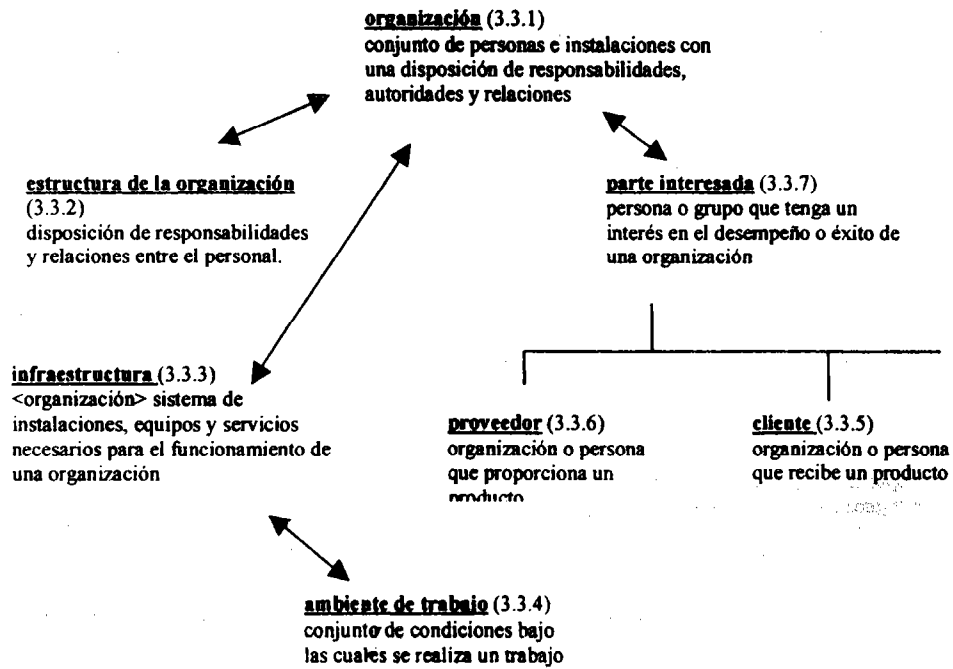 organización (3.3.1)
conjunto de personas e instalaciones con
una disposición de responsabilidades,
autoridades y relaciones
estructura de la organización
(3.3.2)
disposición de responsabilidades
y relaciones entre el personal.
parte interesada (3.3.7)
persona o grupo que tenga un
interés en el desempeño o éxito de
una organización
infraestructura (3.3.3)
<organización> sistema de
instalaciones, equipos y servicios
necesarios para el funcionamiento de
una organización
proveedor (3.3.6)
organización o persona
que proporciona un
producto
cliente (3.3.5)
organización o persona
que recibe un producto
ambiente de trabajo (3.3.4)
conjunto de condiciones bajo
las cuales se realiza un trabajo